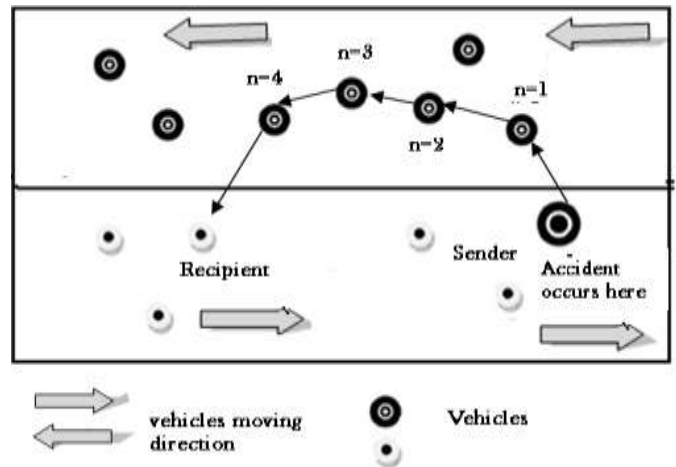 n=3
n=4
n=1
n=2
Sender
Recipient
Accident
occurs here
vehicles moving
direction
Vehicles